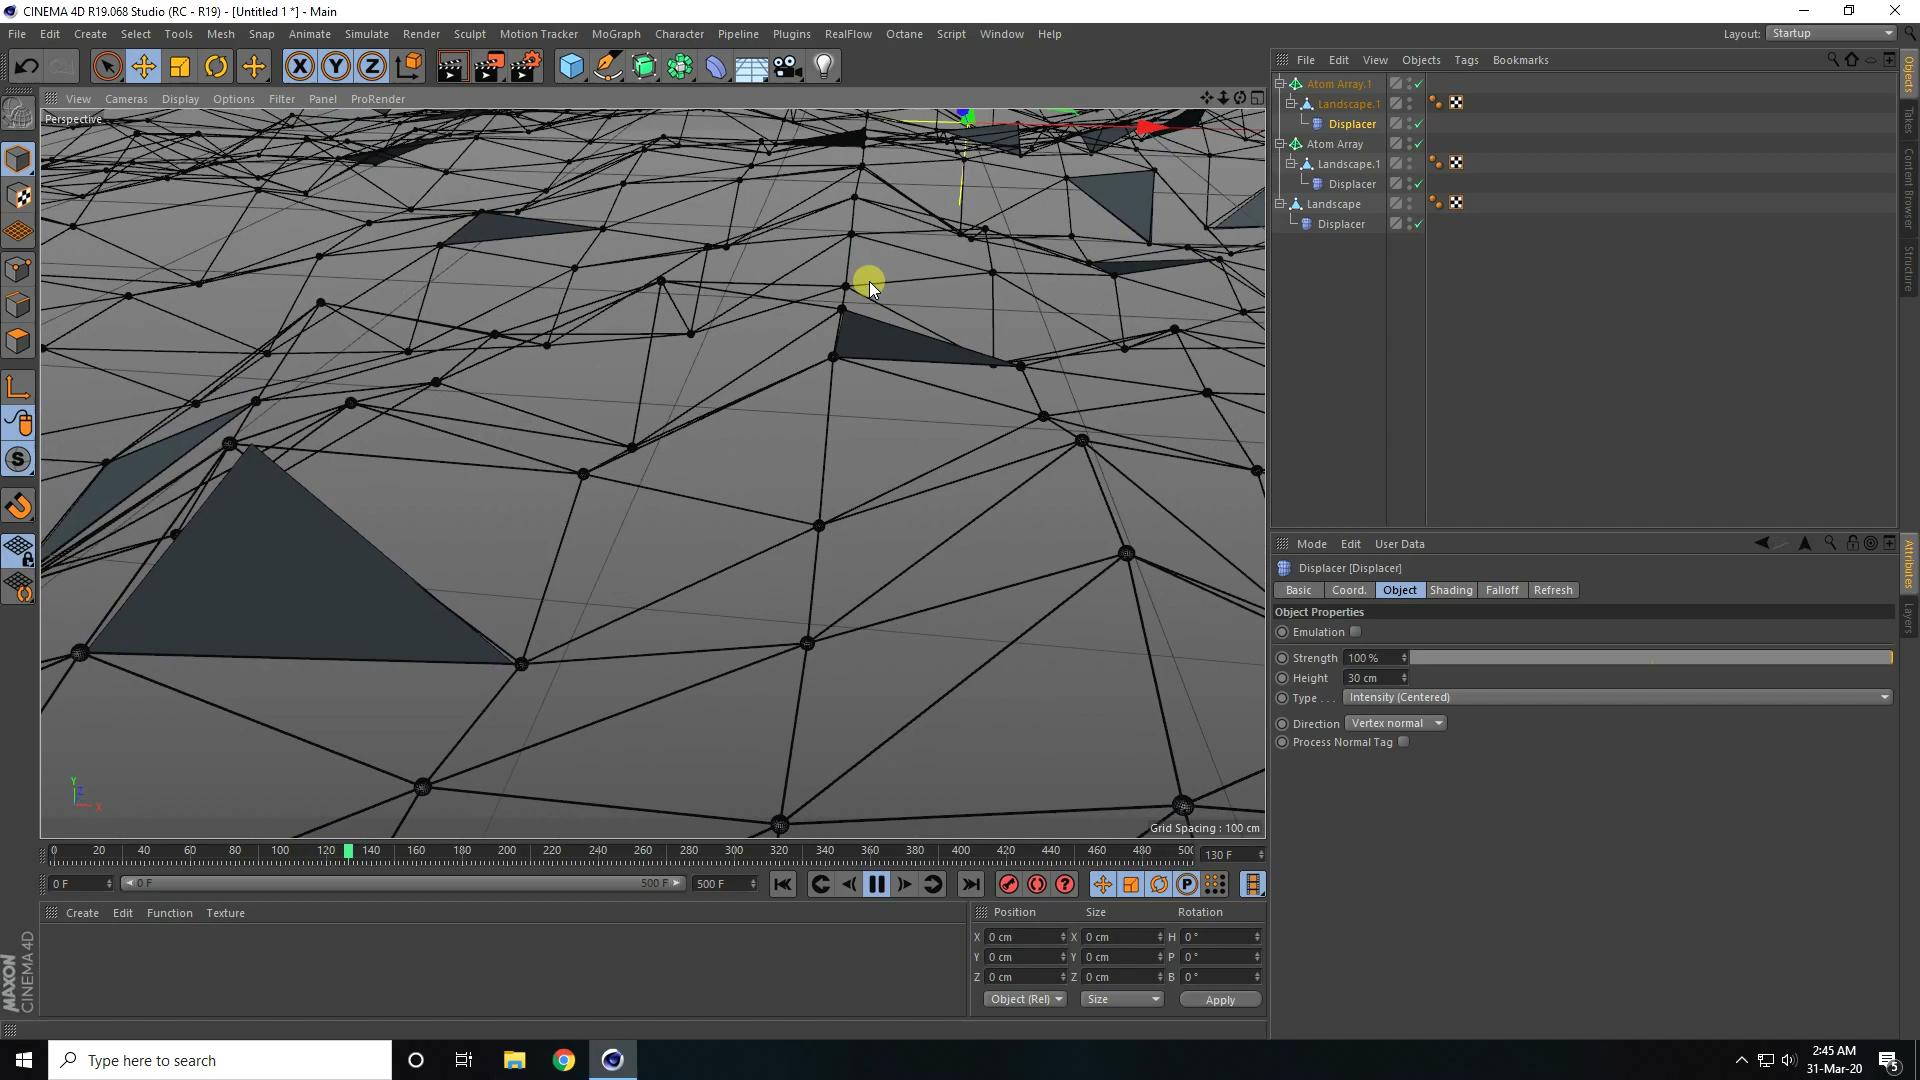 CINEMA 4D R19.068 Studio (RC - R19) - [Untitled 1 *] - Main
File Edit Create Select Tools Mesh Snap Animate Simulate Render Sculpt Motion Tracker MoGraph Character Pipeline Plugins RealFlow Octane Script Window Help
Layout: Startup
X Y Z
File Edit View Objects Tags Bookmarks
View Cameras Display Options Filter Panel ProRender
Perspective
Atom Array.1
Landscape.1
Displacer
Atom Array
Landscape.1
Displacer
Landscape
Displacer
Objects
Takes
Content Browser
Structure
S
Mode Edit User Data
Displacer [Displacer]
Basic Coord. Object Shading Falloff Refresh
Object Properties
Emulation
Strength 100 %
Height 30 cm
Type . . . Intensity (Centered)
Direction Vertex normal
Process Normal Tag
Attributes
Layers
Y
Z
X
Grid Spacing : 100 cm
0 20 40 60 80 100 120 140 160 180 200 220 240 260 280 300 320 340 360 380 400 420 440 460 480 500 130 F
0 F 0 F 500 F 500 F P
Create Edit Function Texture
Position Size Rotation
X 0 cm X 0 cm H 0 °
Y 0 cm Y 0 cm P 0 °
Z 0 cm Z 0 cm B 0 °
Object (Rel) Size Apply
MAXON
CINEMA 4D
Type here to search
2:45 AM
31-Mar-20
5